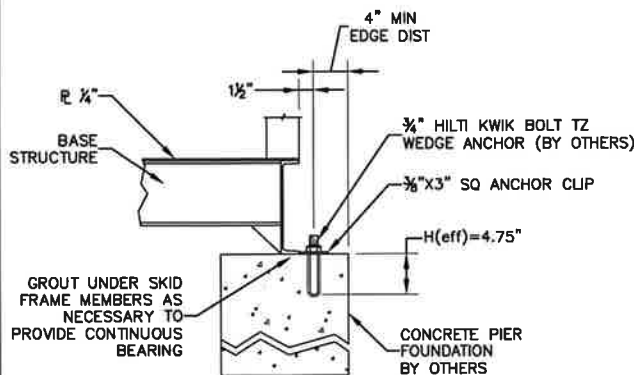 4" MIN
EDGE DIST
1½"
℄ ¼"
BASE
STRUCTURE
¾" HILTI KWIK BOLT TZ
WEDGE ANCHOR (BY OTHERS)
⅜"X3" SQ ANCHOR CLIP
H(eff)=4.75"
GROUT UNDER SKID
FRAME MEMBERS AS
NECESSARY TO
PROVIDE CONTINUOUS
BEARING
CONCRETE PIER
FOUNDATION
BY OTHERS